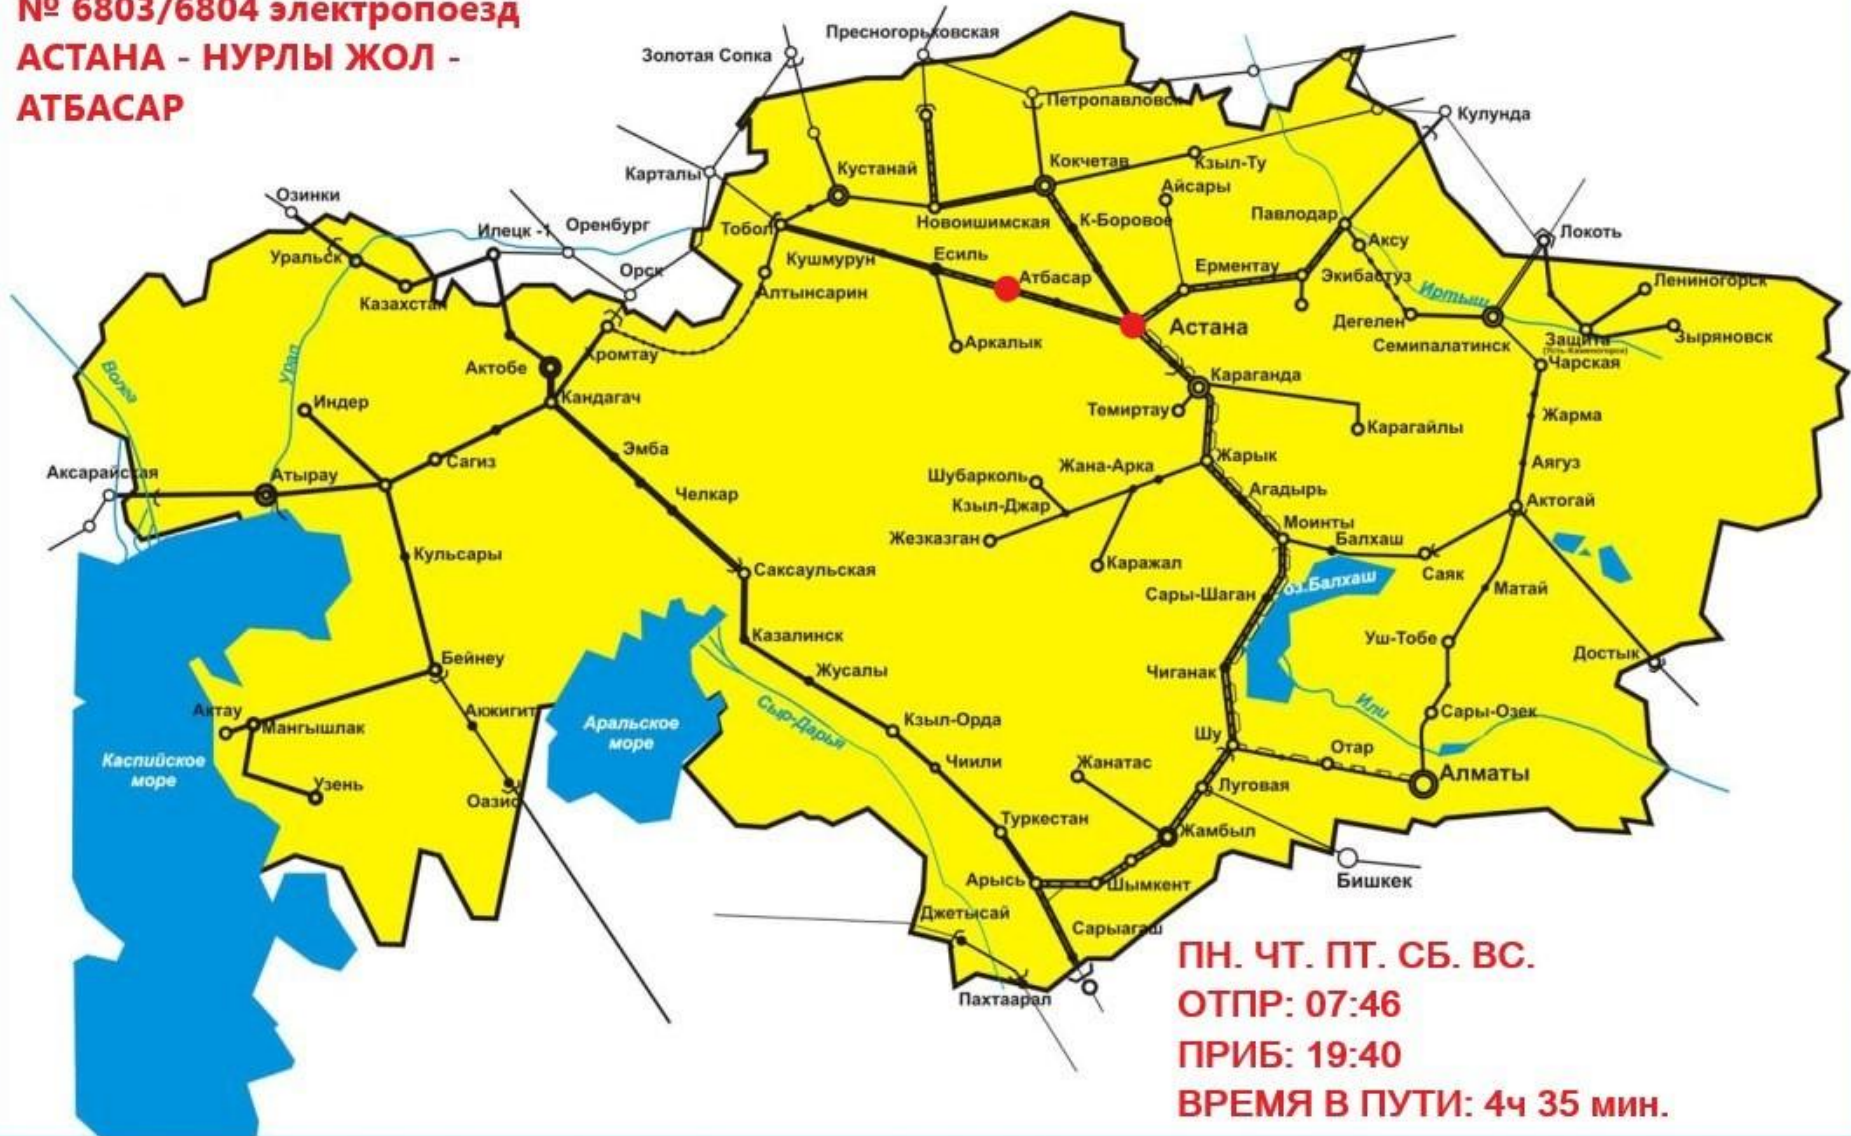 № 6803/6804 электропоезд
АСТАНА - НУРЛЫ ЖОЛ -
АТБАСАР
Пресногорьковская
Золотая Сопка
Петропавловск
Кулунда
Карталы
Кустанай
Кокчетав
Кзыл-Ту
Айсары
Озинки
Илецк -1
Оренбург
Тобол
Новоишимская
К-Боровое
Павлодар
Аксу
Локоть
Уральск
Орск
Кушмурун
Есиль
Атбасар
Ерментау
Экибастуз
Иртыш
Лениногорск
Казахстан
Алтынсарин
Астана
Дегелен
Семипалатинск
Защита
(Усть-Каменогорск)
Зыряновск
Хромтау
Аркалык
Чарская
Волга
Урал
Актобе
Караганда
Индер
Кандагач
Темиртау
Карагайлы
Жарма
Аксарайская
Атырау
Сагиз
Эмба
Челкар
Шубарколь
Жана-Арка
Жарык
Аягуз
Кзыл-Джар
Агадырь
Актогай
Жезказган
Моинты
Балхаш
Кульсары
Саксаульская
Каражал
Саяк
Сары-Шаган
оз.Балхаш
Матай
Казалинск
Уш-Тобе
Достык
Бейнеу
Жусалы
Чиганак
Актау
Мангышлак
Акжигит
Аральское
море
Сыр-Дарья
Кзыл-Орда
Или
Сары-Озек
Каспийское
море
Шу
Отар
Узень
Оазис
Чиили
Жанатас
Луговая
Алматы
Туркестан
Жамбыл
Арысь
Шымкент
Бишкек
Джетысай
Сарыагаш
Пахтаарал
ПН. ЧТ. ПТ. СБ. ВС.
ОТПР: 07:46
ПРИБ: 19:40
ВРЕМЯ В ПУТИ: 4ч 35 мин.